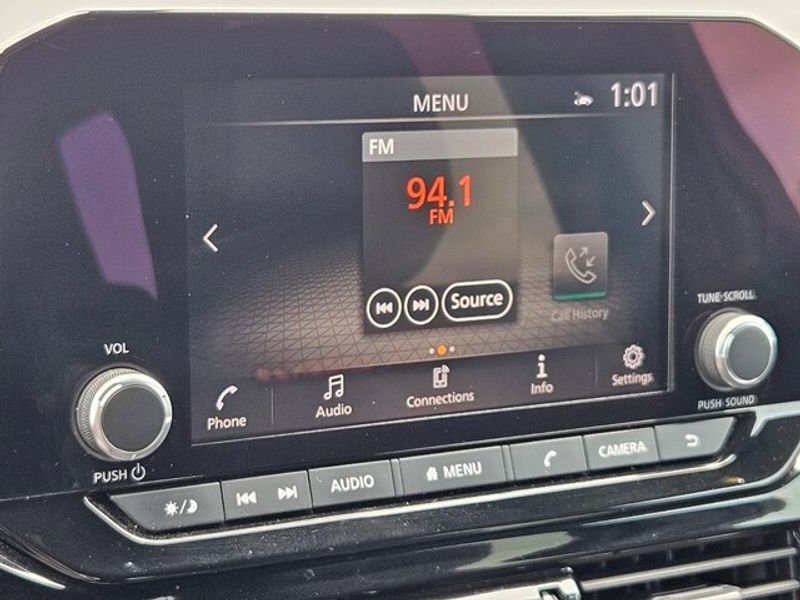 MENU
1:01
FM
94.1
FM
Source
Call History
Phone
Audio
Connections
Info
Settings
VOL
PUSH
TUNE·SCROLL
PUSH SOUND
AUDIO
MENU
CAMERA